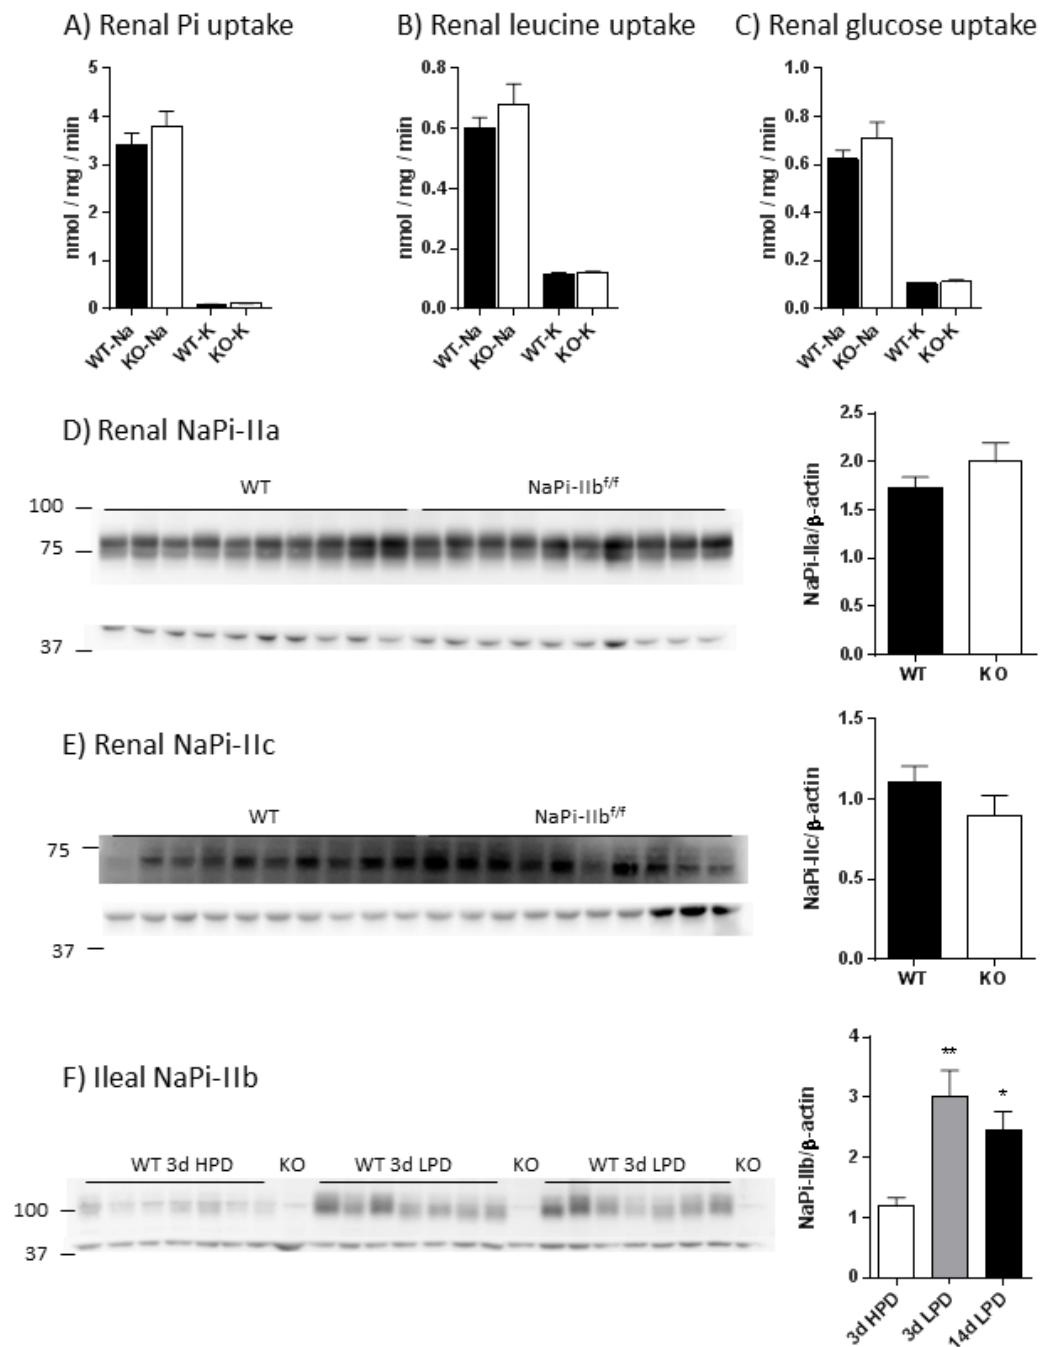 A) Renal Pi uptake
B) Renal leucine uptake
C) Renal glucose uptake
nmol / mg / min
5
4
3
2
1
0
WT-Na
KO-Na
WT-K
KO-K
nmol / mg / min
0.8
0.6
0.4
0.2
0.0
WT-Na
KO-Na
WT-K
KO-K
nmol / mg / min
1.0
0.8
0.6
0.4
0.2
0.0
WT-Na
KO-Na
WT-K
KO-K
D) Renal NaPi-IIa
WT
NaPi-IIbf/f
100
75
37
NaPi-IIa/β-actin
2.5
2.0
1.5
1.0
0.5
0.0
WT
KO
E) Renal NaPi-IIc
WT
NaPi-IIbf/f
75
37
NaPi-IIc/β-actin
1.5
1.0
0.5
0.0
WT
KO
F) Ileal NaPi-IIb
WT 3d HPD
KO
WT 3d LPD
KO
WT 3d LPD
KO
100
37
NaPi-IIb/β-actin
4
3
2
1
0
**
*
3d HPD
3d LPD
14d LPD